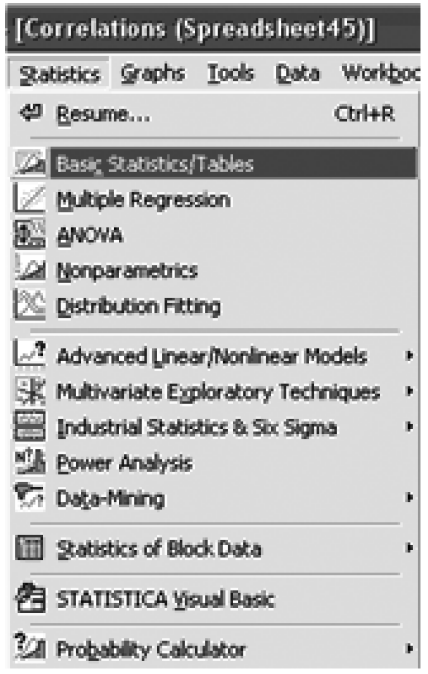 [Correlations (Spreadsheet45)]
Statistics Graphs Tools Data Workboo
Resume... Ctrl+R
Basic Statistics/Tables
Multiple Regression
ANOVA
Nonparametrics
Distribution Fitting
Advanced Linear/Nonlinear Models
Multivariate Exploratory Techniques
Industrial Statistics & Six Sigma
Power Analysis
Data-Mining
Statistics of Block Data
STATISTICA Visual Basic
Probability Calculator